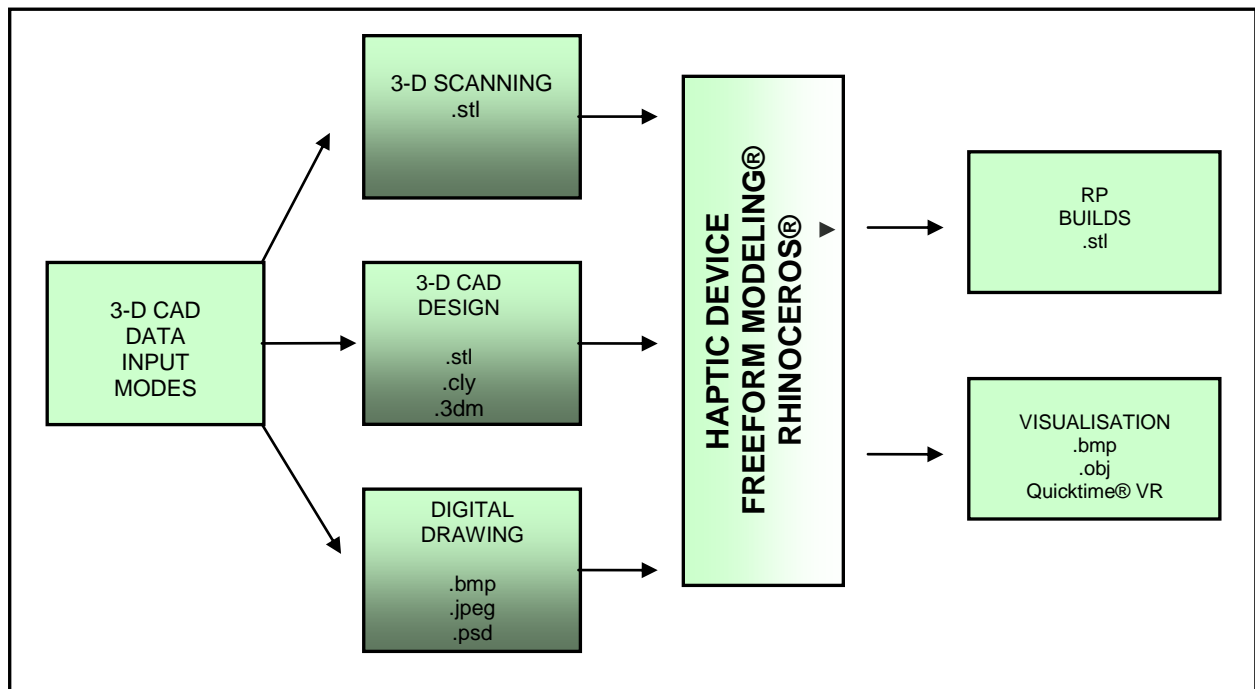 3-D CAD
DATA
INPUT
MODES
3-D SCANNING
.stl
3-D CAD
DESIGN
.stl
.cly
.3dm
DIGITAL
DRAWING
.bmp
.jpeg
.psd
HAPTIC DEVICE
FREEFORM MODELING®
RHINOCEROS®
RP
BUILDS
.stl
VISUALISATION
.bmp
.obj
Quicktime® VR